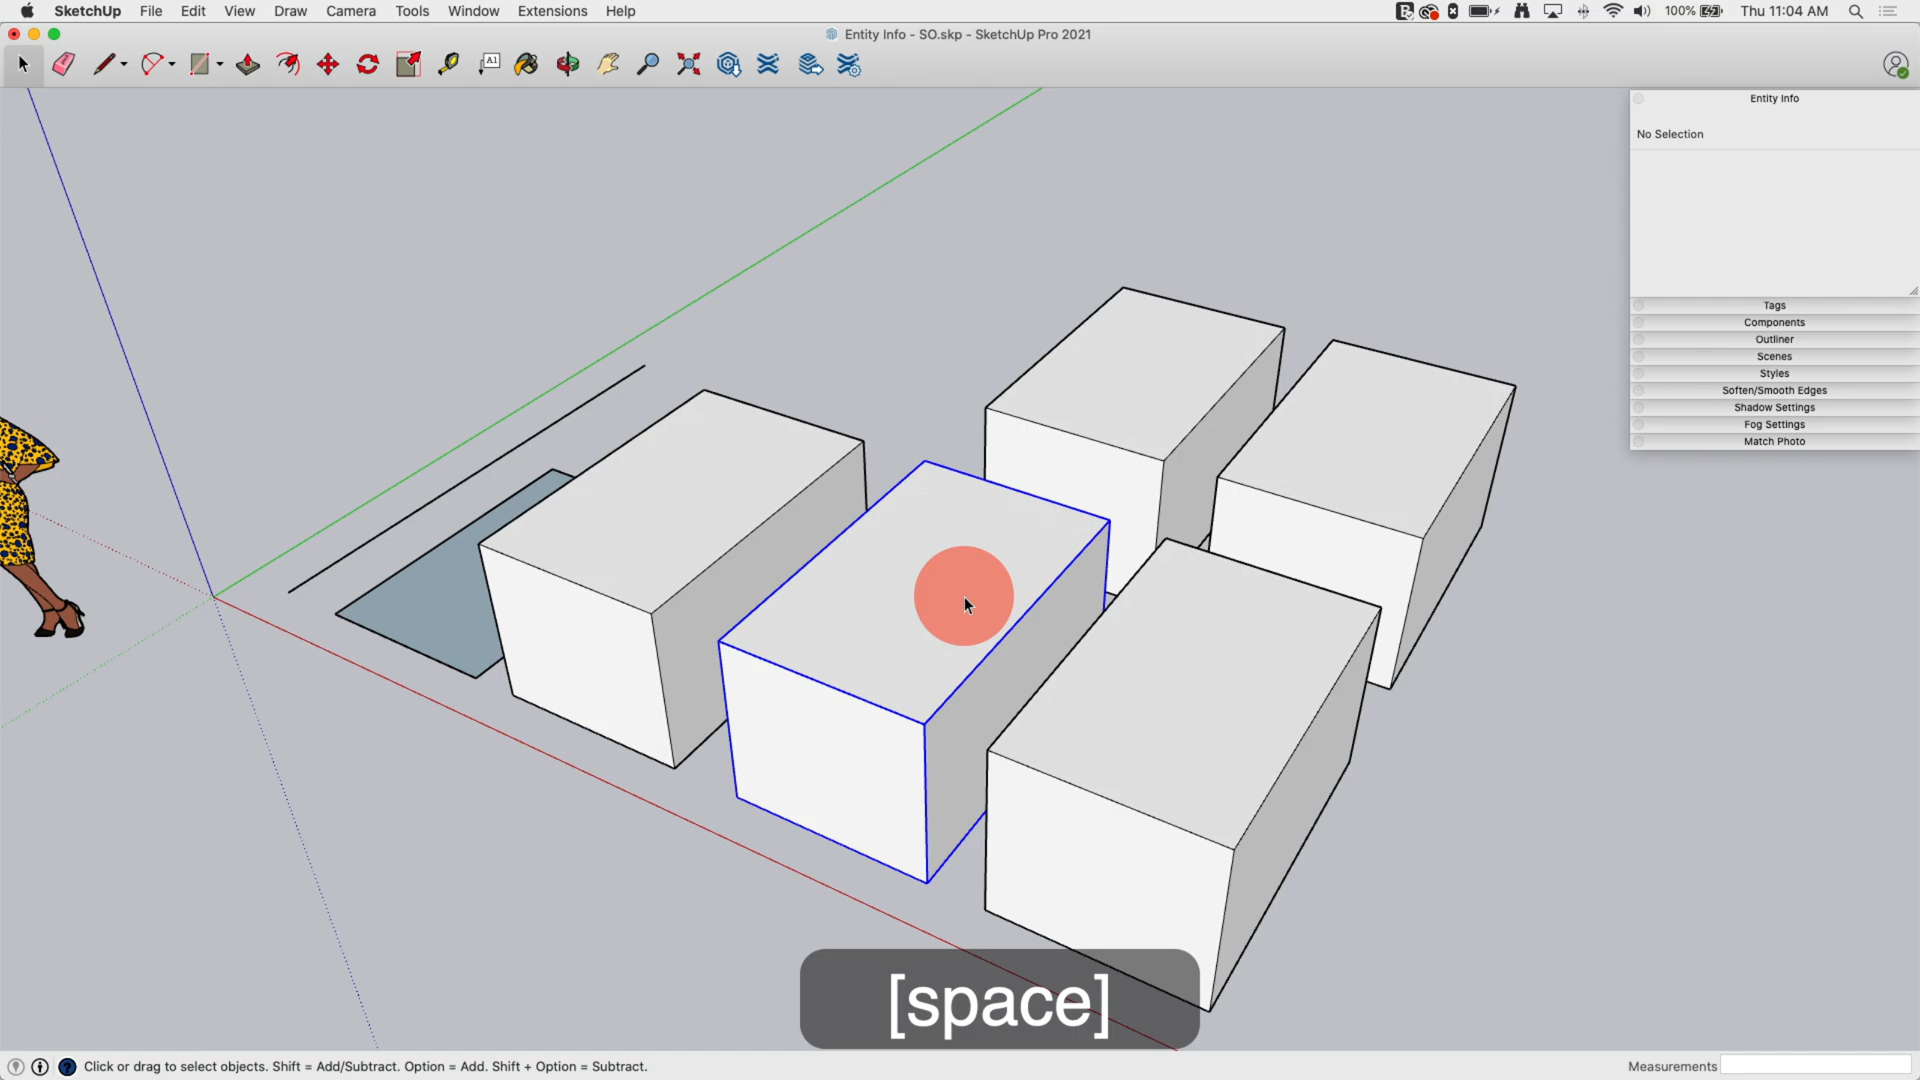 SketchUp File Edit View Draw Camera Tools Window Extensions Help 100% Thu 11:04 AM
Entity Info - SO.skp - SketchUp Pro 2021
A1
Entity Info
No Selection
Tags
Components
Outliner
Scenes
Styles
Soften/Smooth Edges
Shadow Settings
Fog Settings
Match Photo
[space]
Click or drag to select objects. Shift = Add/Subtract. Option = Add. Shift + Option = Subtract. Measurements